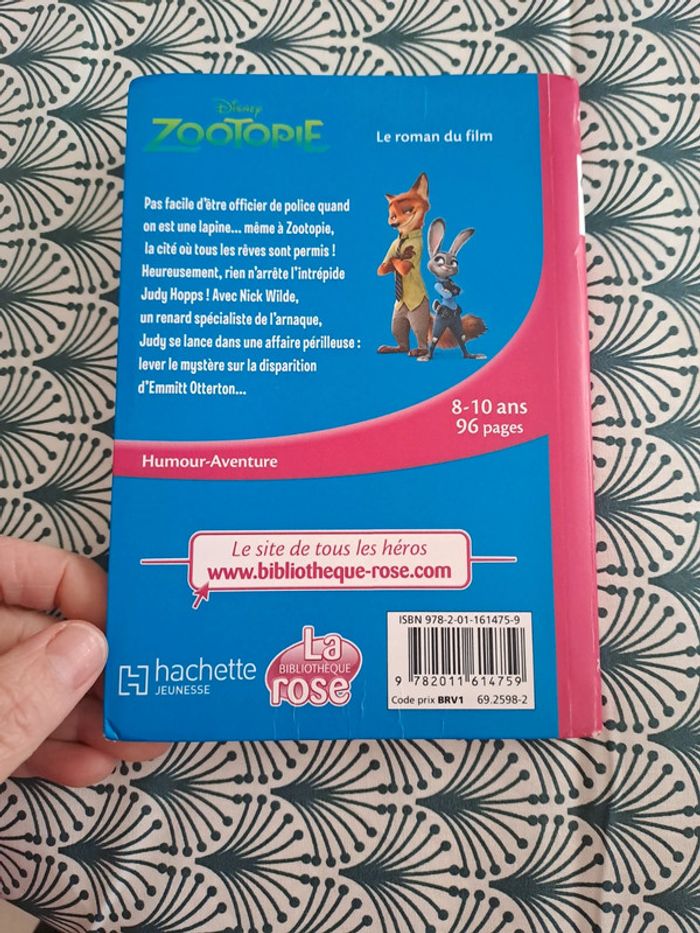 Disney
ZOOTOPIE
Le roman du film
Pas facile d'être officier de police quand
on est une lapine... même à Zootopie,
la cité où tous les rêves sont permis !
Heureusement, rien n'arrête l'intrépide
Judy Hopps ! Avec Nick Wilde,
un renard spécialiste de l'arnaque,
Judy se lance dans une affaire périlleuse :
lever le mystère sur la disparition
d'Emmitt Otterton...
8-10 ans
96 pages
Humour-Aventure
Le site de tous les héros
www.bibliotheque-rose.com
hachette
JEUNESSE
La
BIBLIOTHÈQUE
rose
ISBN 978-2-01-161475-9
9 782011 614759
Code prix BRV1 69.2598-2